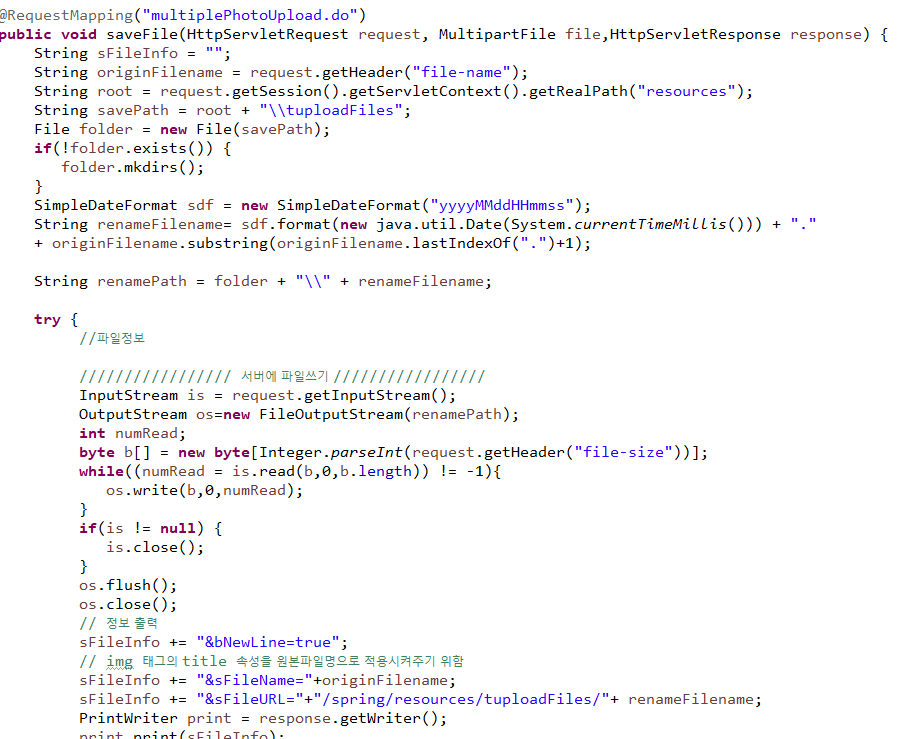 @RequestMapping("multiplePhotoUpload.do")
public void saveFile(HttpServletRequest request, MultipartFile file,HttpServletResponse response) {
    String sFileInfo = "";
    String originFilename = request.getHeader("file-name");
    String root = request.getSession().getServletContext().getRealPath("resources");
    String savePath = root + "\\tuploadFiles";
    File folder = new File(savePath);
    if(!folder.exists()) {
       folder.mkdirs();
    }
    SimpleDateFormat sdf = new SimpleDateFormat("yyyyMMddHHmmss");
    String renameFilename= sdf.format(new java.util.Date(System.currentTimeMillis())) + "."
    + originFilename.substring(originFilename.lastIndexOf(".")+1);

    String renamePath = folder + "\\" + renameFilename;

    try {
         //파일정보

         ///////////////// 서버에 파일쓰기 /////////////////
         InputStream is = request.getInputStream();
         OutputStream os=new FileOutputStream(renamePath);
         int numRead;
         byte b[] = new byte[Integer.parseInt(request.getHeader("file-size"))];
         while((numRead = is.read(b,0,b.length)) != -1){
            os.write(b,0,numRead);
         }
         if(is != null) {
            is.close();
         }
         os.flush();
         os.close();
         // 정보 출력
         sFileInfo += "&bNewLine=true";
         // img 태그의 title 속성을 원본파일명으로 적용시켜주기 위함
         sFileInfo += "&sFileName="+originFilename;
         sFileInfo += "&sFileURL="+"/spring/resources/tuploadFiles/"+ renameFilename;
         PrintWriter print = response.getWriter();
         print.print(sFileInfo);